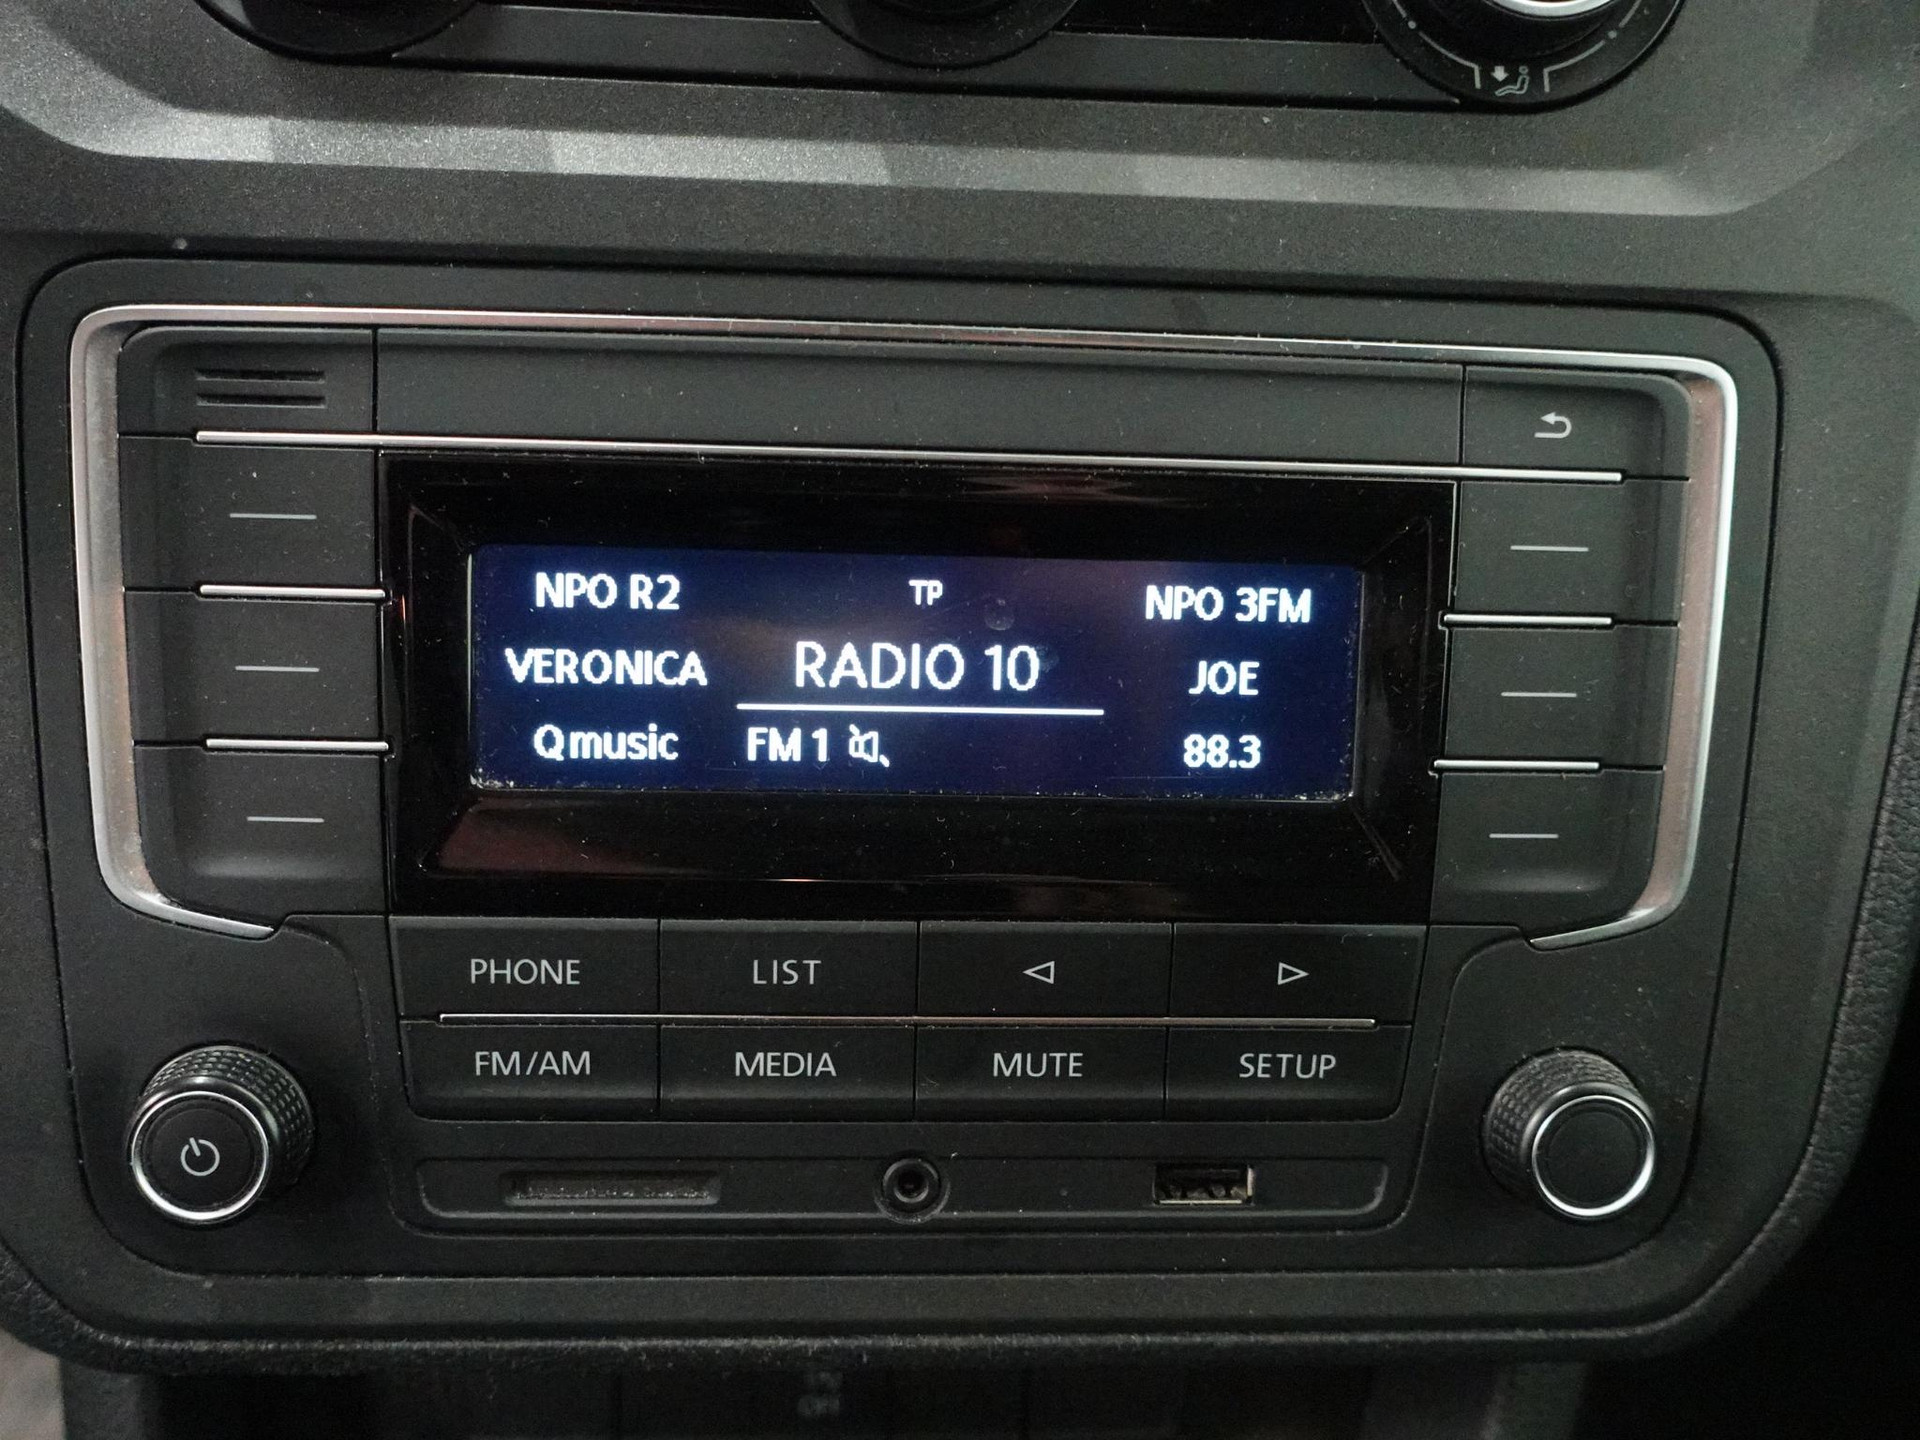 NPO R2 TP NPO 3FM
VERONICA RADIO 10 JOE
Qmusic FM 1 88.3
PHONE LIST
FM/AM MEDIA MUTE SETUP